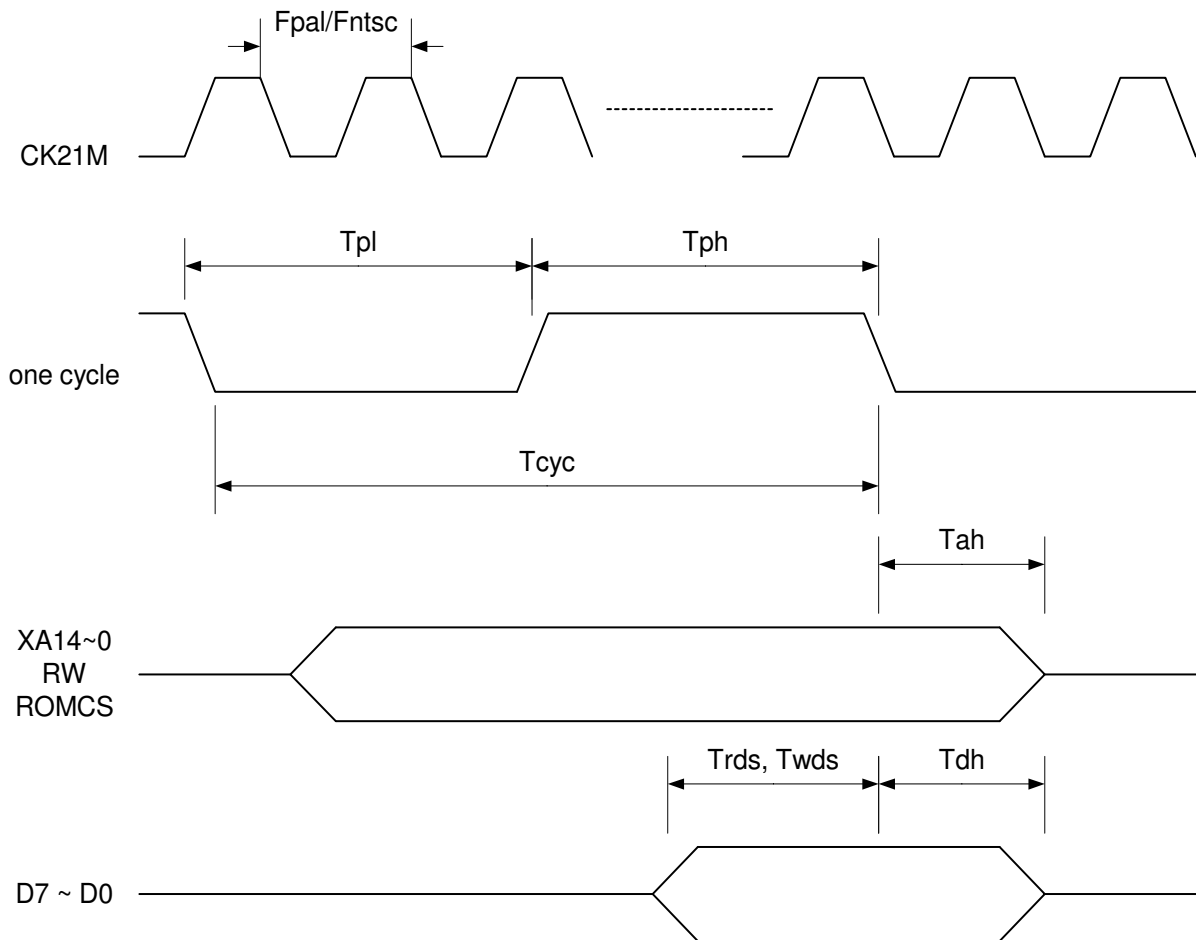 Fpal/Fntsc
CK21M
Tpl
Tph
one cycle
Tcyc
Tah
XA14~0
RW
ROMCS
Trds, Twds
Tdh
D7 ~ D0